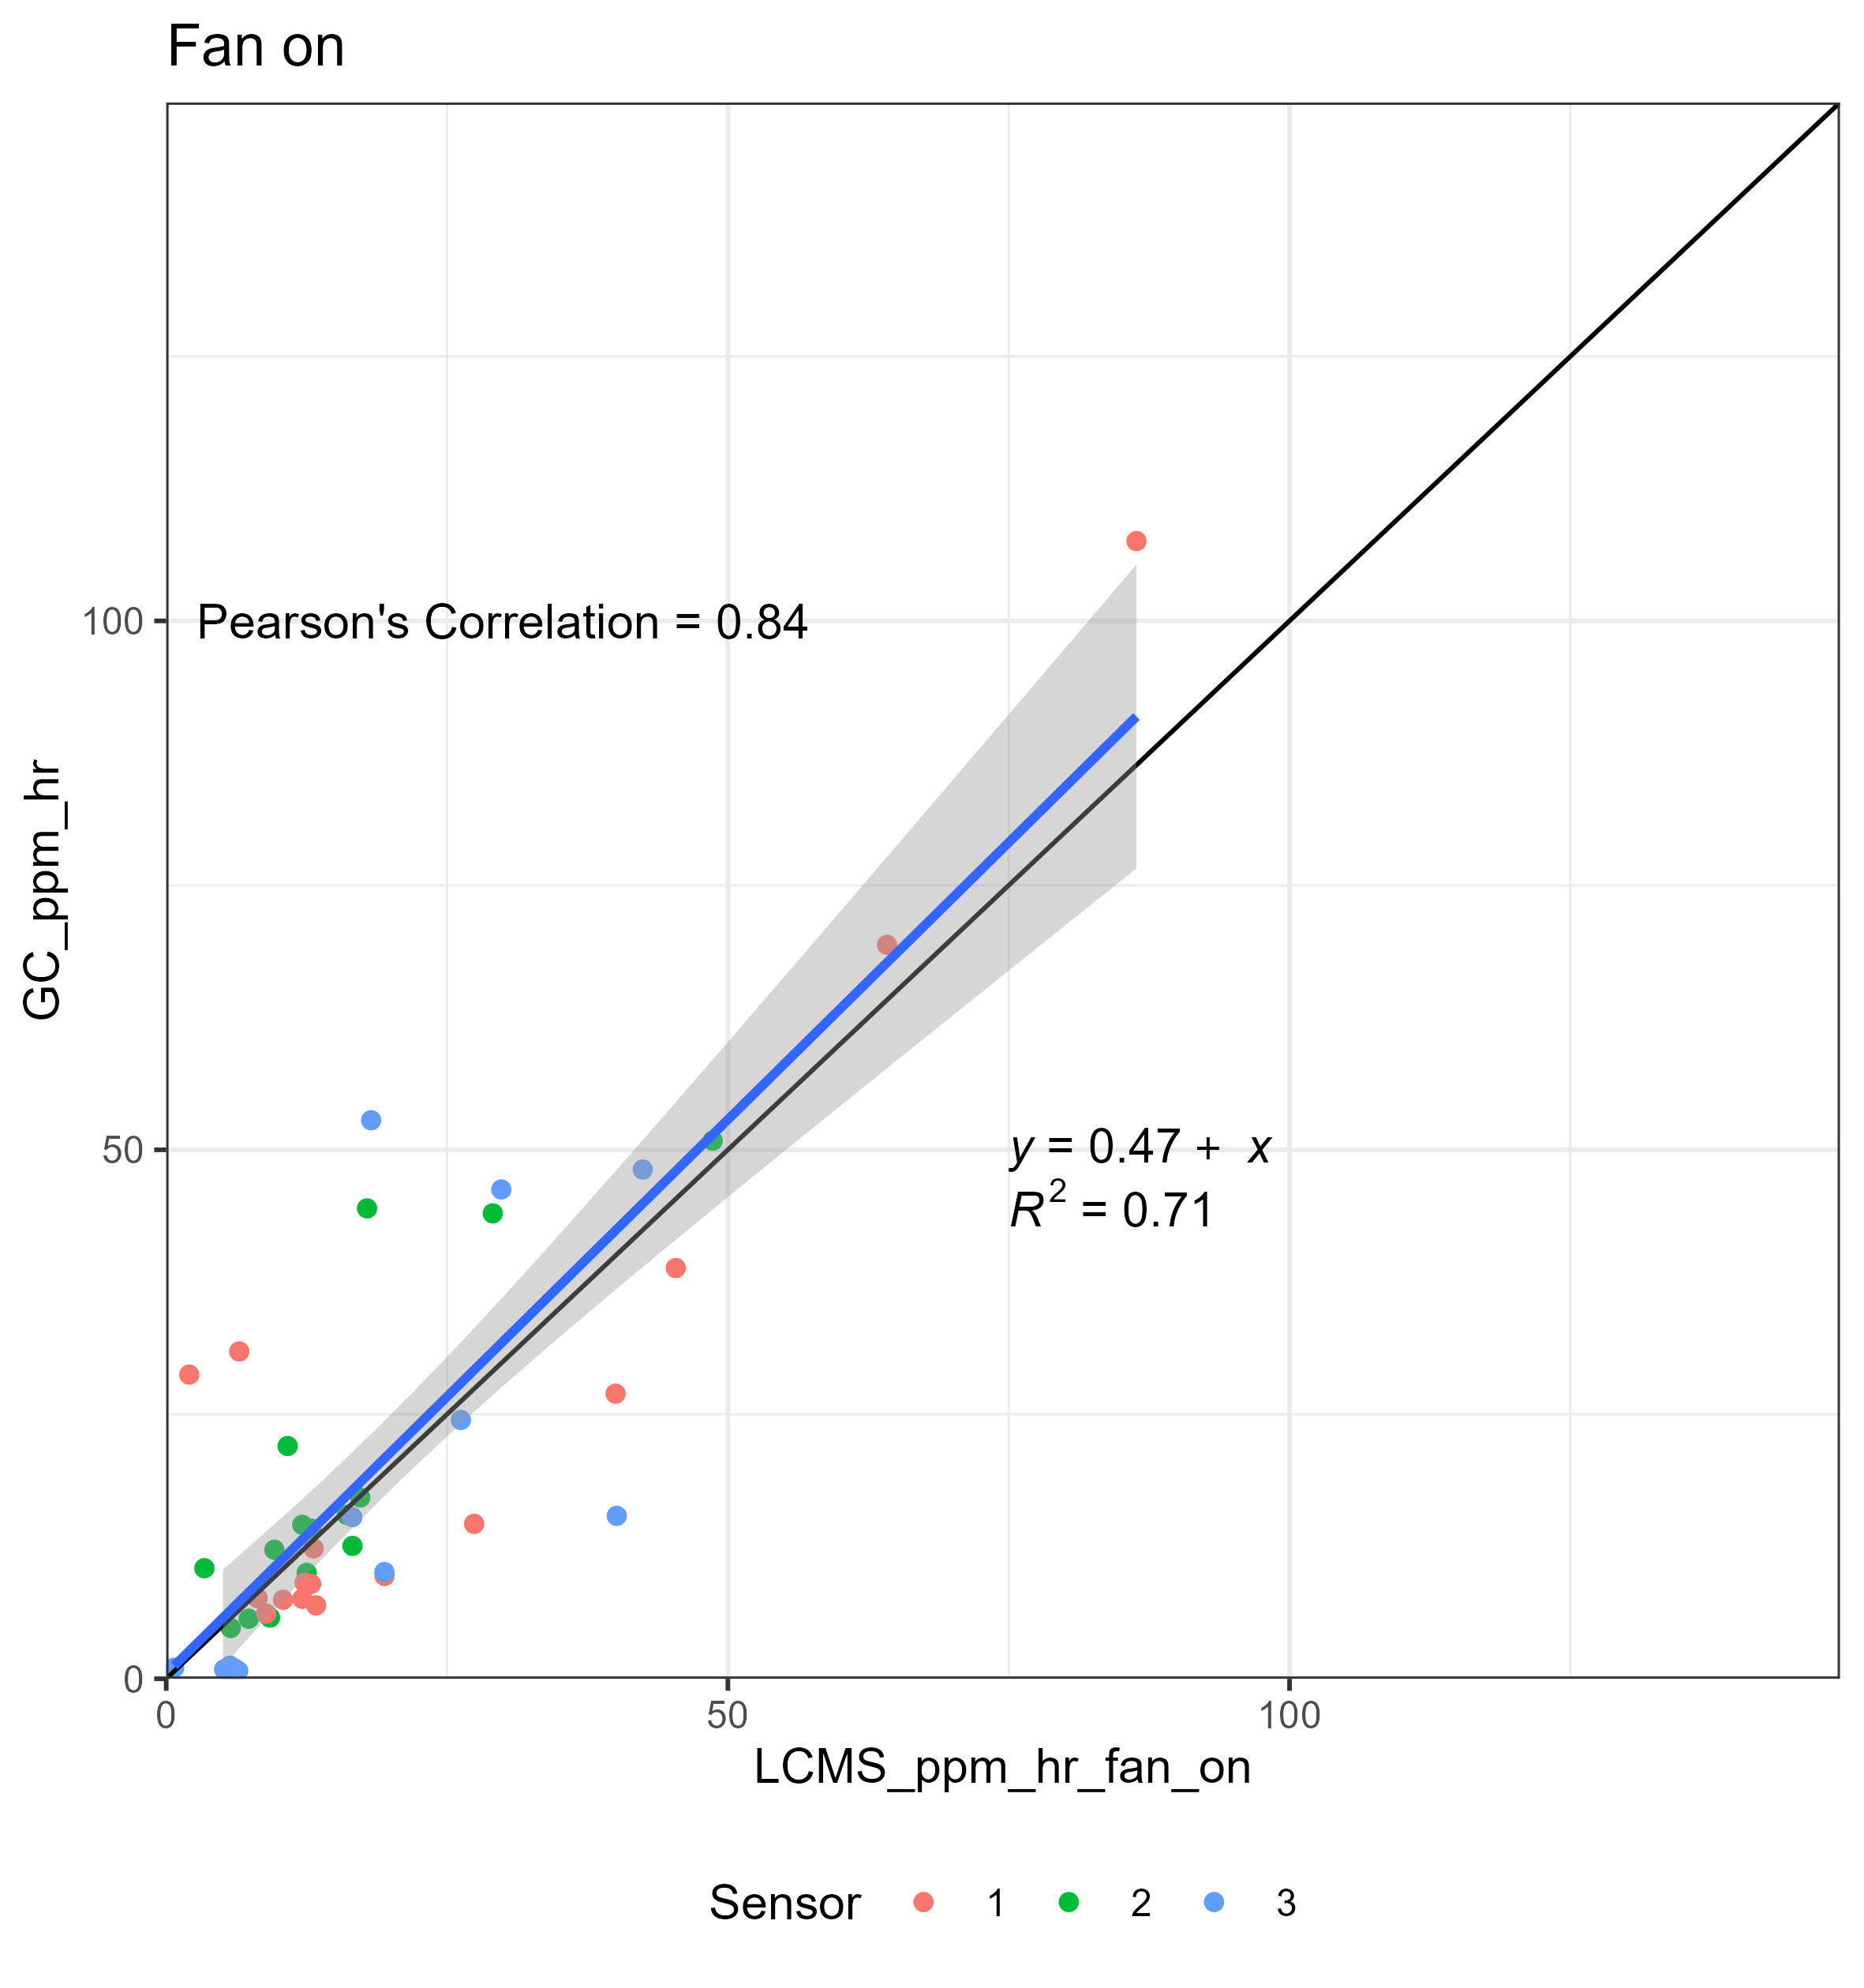 Fan on
GC_ppm_hr
100
50
0
Pearson's Correlation = 0.84
y = 0.47 + x
R² = 0.71
0 50 100
LCMS_ppm_hr_fan_on
Sensor 1 2 3